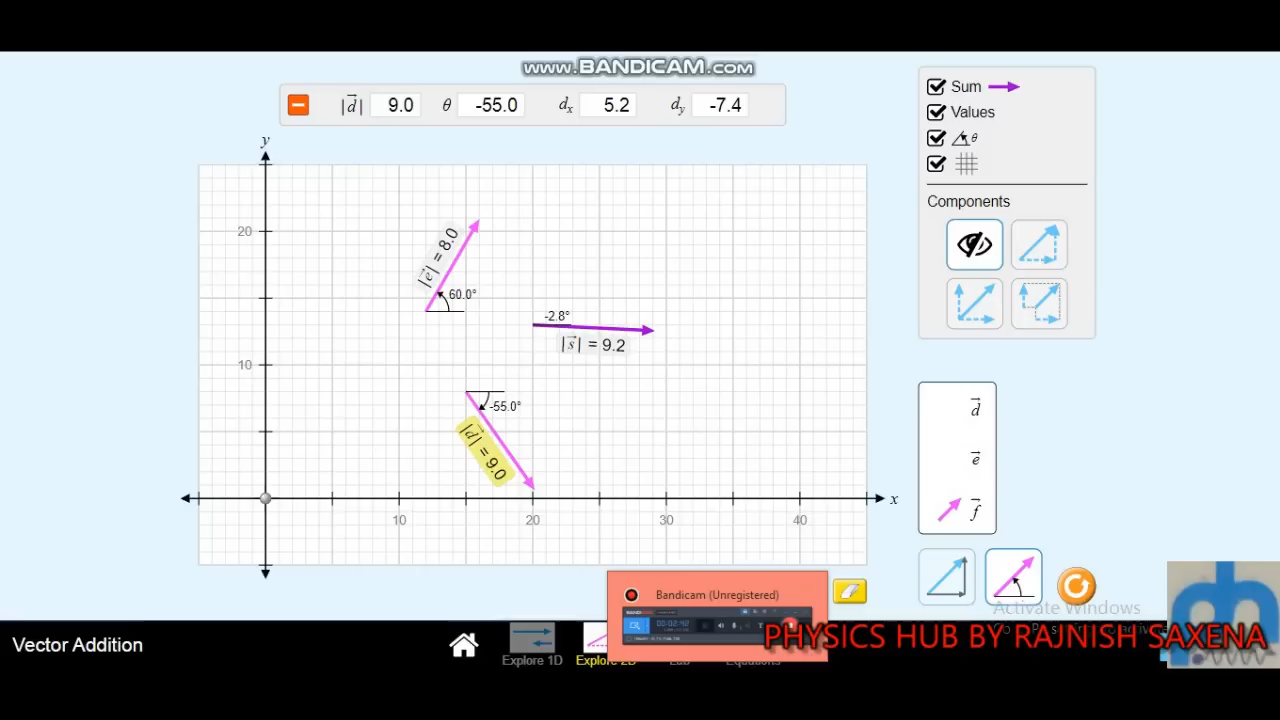 www.BANDICAM.com
|d| 9.0 θ -55.0 dx 5.2 dy -7.4
Sum
Values
θ
Components
y
20
10
10 20 30 40
x
|e| = 8.0
60.0°
-2.8°
|s| = 9.2
-55.0°
|d| = 9.0
d
e
f
Bandicam (Unregistered)
Activate Windows
PHYSICS HUB BY RAJNISH SAXENA
Vector Addition
Explore 1D
Explore 2D
Lab
Equations